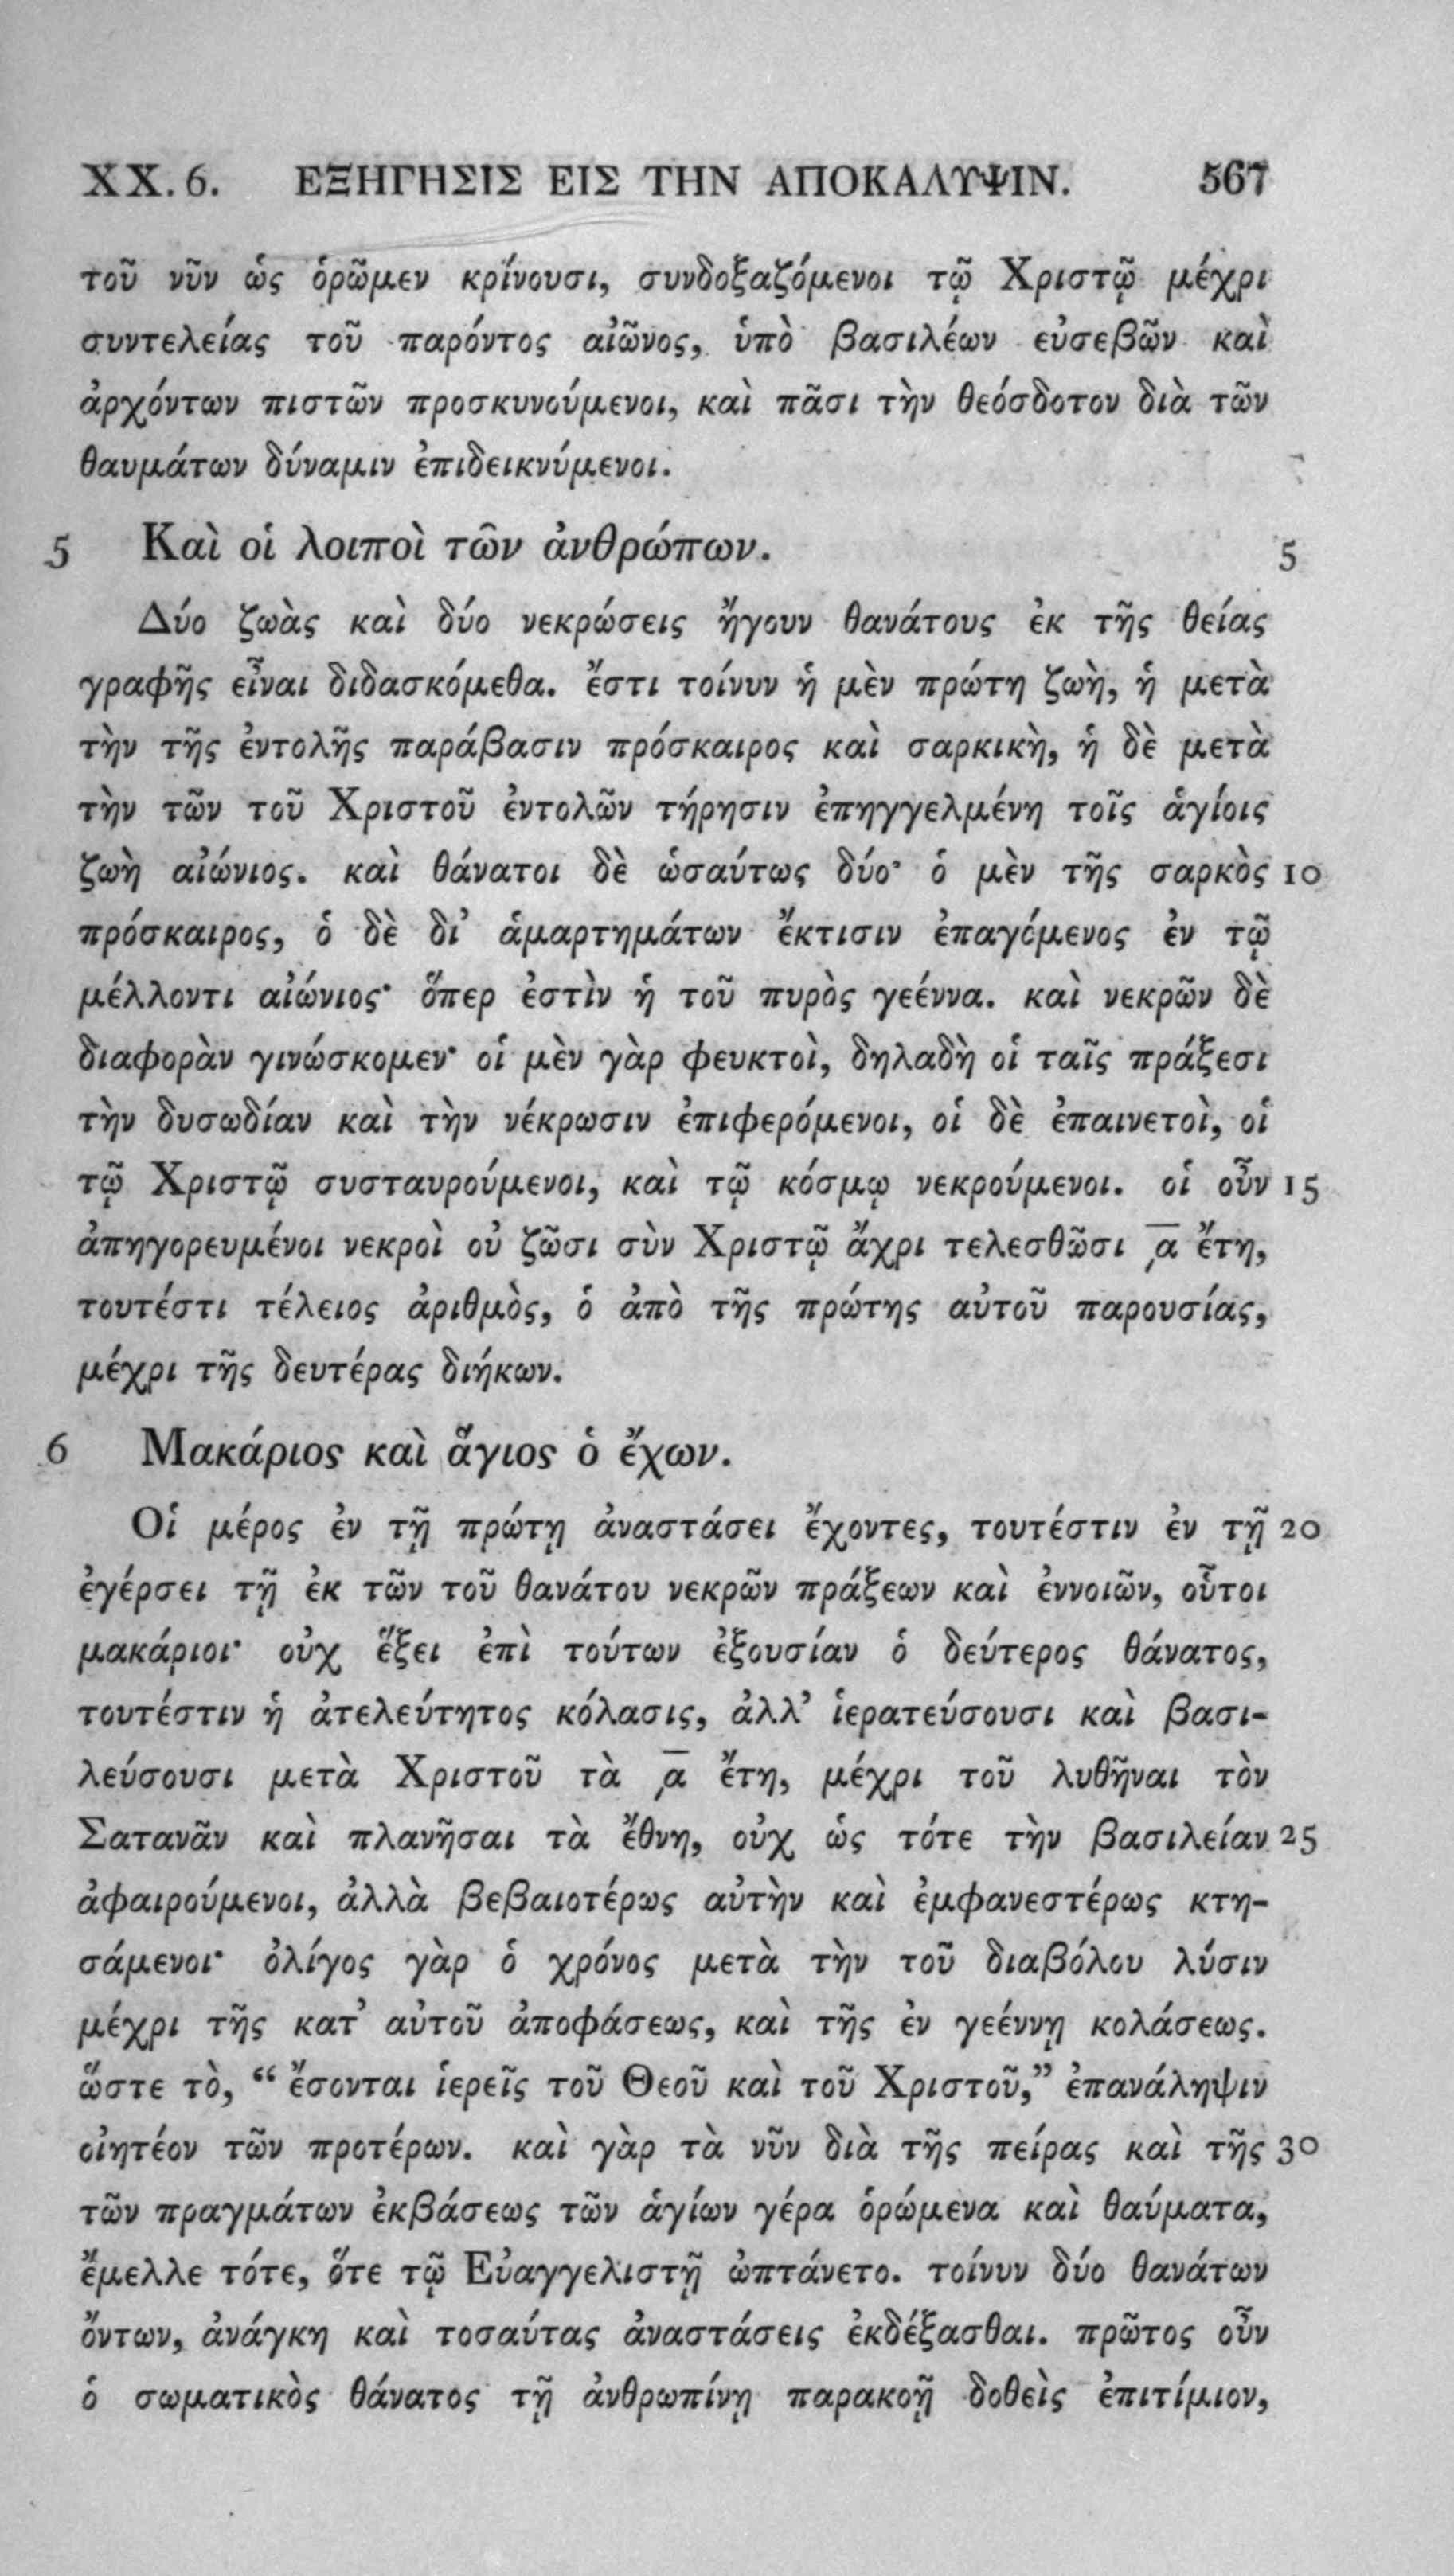 XX. 6. ΕΞΗΓΗΣΙΣ ΕΙΣ ΤΗΝ ΑΠΟΚΑΛΥΨΙΝ. 567
τοῦ νῦν ὡς ὁρῶμεν κρίνουσι, συνδοξαζόμενοι τῷ Χριστῷ μέχρι
συντελείας τοῦ παρόντος αἰῶνος, ὑπὸ βασιλέων εὐσεβῶν καὶ
ἀρχόντων πιστῶν προσκυνούμενοι, καὶ πᾶσι τὴν θεόσδοτον διὰ τῶν
θαυμάτων δύναμιν ἐπιδεικνύμενοι.
5 Καὶ οἱ λοιποὶ τῶν ἀνθρώπων. 5
Δύο ζωὰς καὶ δύο νεκρώσεις ἤγουν θανάτους ἐκ τῆς θείας
γραφῆς εἶναι διδασκόμεθα. ἔστι τοίνυν ἡ μὲν πρώτη ζωὴ, ἡ μετὰ
τὴν τῆς ἐντολῆς παράβασιν πρόσκαιρος καὶ σαρκικὴ, ἡ δὲ μετὰ
τὴν τῶν τοῦ Χριστοῦ ἐντολῶν τήρησιν ἐπηγγελμένη τοῖς ἁγίοις
ζωὴ αἰώνιος. καὶ θάνατοι δὲ ὡσαύτως δύο· ὁ μὲν τῆς σαρκὸς 10
πρόσκαιρος, ὁ δὲ δι’ ἁμαρτημάτων ἔκτισιν ἐπαγόμενος ἐν τῷ
μέλλοντι αἰώνιος· ὅπερ ἐστὶν ἡ τοῦ πυρὸς γεέννα. καὶ νεκρῶν δὲ
διαφορὰν γινώσκομεν· οἱ μὲν γὰρ φευκτοὶ, δηλαδὴ οἱ ταῖς πράξεσι
τὴν δυσωδίαν καὶ τὴν νέκρωσιν ἐπιφερόμενοι, οἱ δὲ ἐπαινετοὶ, οἱ
τῷ Χριστῷ συσταυρούμενοι, καὶ τῷ κόσμῳ νεκρούμενοι. οἱ οὖν 15
ἀπηγορευμένοι νεκροὶ οὐ ζῶσι σὺν Χριστῷ ἄχρι τελεσθῶσι ͵α̅ ἔτη,
τουτέστι τέλειος ἀριθμὸς, ὁ ἀπὸ τῆς πρώτης αὐτοῦ παρουσίας,
μέχρι τῆς δευτέρας διήκων.
6 Μακάριος καὶ ἅγιος ὁ ἔχων.
Οἱ μέρος ἐν τῇ πρώτῃ ἀναστάσει ἔχοντες, τουτέστιν ἐν τῇ 20
ἐγέρσει τῇ ἐκ τῶν τοῦ θανάτου νεκρῶν πράξεων καὶ ἐννοιῶν, οὗτοι
μακάριοι· οὐχ ἕξει ἐπὶ τούτων ἐξουσίαν ὁ δεύτερος θάνατος,
τουτέστιν ἡ ἀτελεύτητος κόλασις, ἀλλ’ ἱερατεύσουσι καὶ βασι-
λεύσουσι μετὰ Χριστοῦ τὰ ͵α̅ ἔτη, μέχρι τοῦ λυθῆναι τὸν
Σατανᾶν καὶ πλανῆσαι τὰ ἔθνη, οὐχ ὡς τότε τὴν βασιλείαν 25
ἀφαιρούμενοι, ἀλλὰ βεβαιοτέρως αὐτὴν καὶ ἐμφανεστέρως κτη-
σάμενοι· ὀλίγος γὰρ ὁ χρόνος μετὰ τὴν τοῦ διαβόλου λύσιν
μέχρι τῆς κατ’ αὐτοῦ ἀποφάσεως, καὶ τῆς ἐν γεέννῃ κολάσεως.
ὥστε τὸ, “ ἔσονται ἱερεῖς τοῦ Θεοῦ καὶ τοῦ Χριστοῦ,” ἐπανάληψιν
οἰητέον τῶν προτέρων. καὶ γὰρ τὰ νῦν διὰ τῆς πείρας καὶ τῆς 30
τῶν πραγμάτων ἐκβάσεως τῶν ἁγίων γέρα ὁρώμενα καὶ θαύματα,
ἔμελλε τότε, ὅτε τῷ Εὐαγγελιστῇ ὠπτάνετο. τοίνυν δύο θανάτων
ὄντων, ἀνάγκη καὶ τοσαύτας ἀναστάσεις ἐκδέξασθαι. πρῶτος οὖν
ὁ σωματικὸς θάνατος τῇ ἀνθρωπίνῃ παρακοῇ δοθεὶς ἐπιτίμιον,